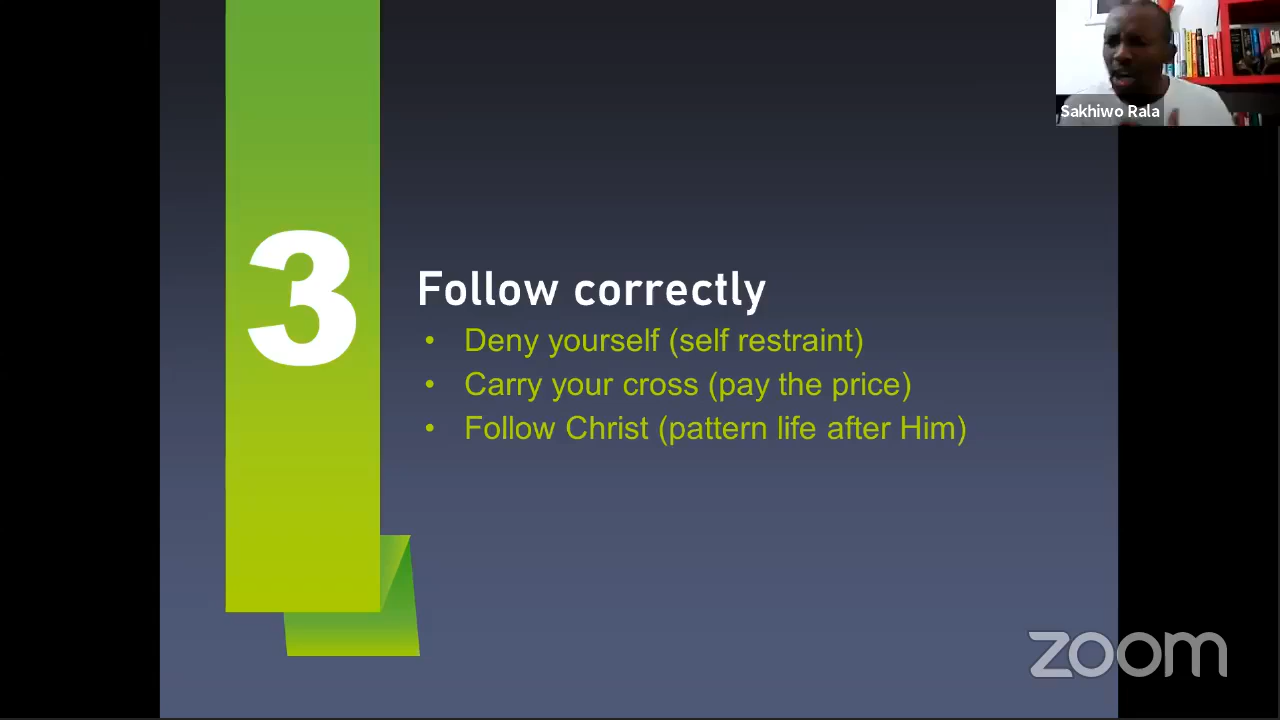 3
Follow correctly
• Deny yourself (self restraint)
• Carry your cross (pay the price)
• Follow Christ (pattern life after Him)
Sakhiwo Rala
zoom